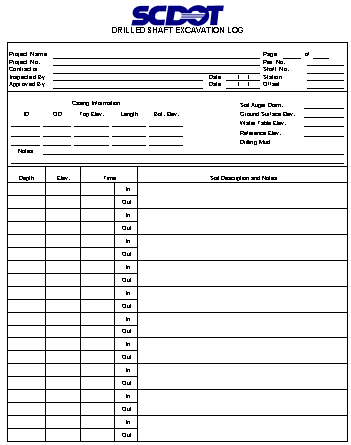 SCDOT
DRILLED SHAFT EXCAVATION LOG
Project Name Page of
Project No. Pier No.
Contractor Shaft No.
Inspected By Date / / Station
Approved By Date / / Offset
Casing Information Soil Auger Diam.
ID OD Top Elev. Length Bot. Elev. Ground Surface Elev.
Water Table Elev.
Reference Elev.
Drilling Mud
Notes
Depth Elev. Time Soil Description and Notes
In
Out
In
Out
In
Out
In
Out
In
Out
In
Out
In
Out
In
Out
In
Out
In
Out